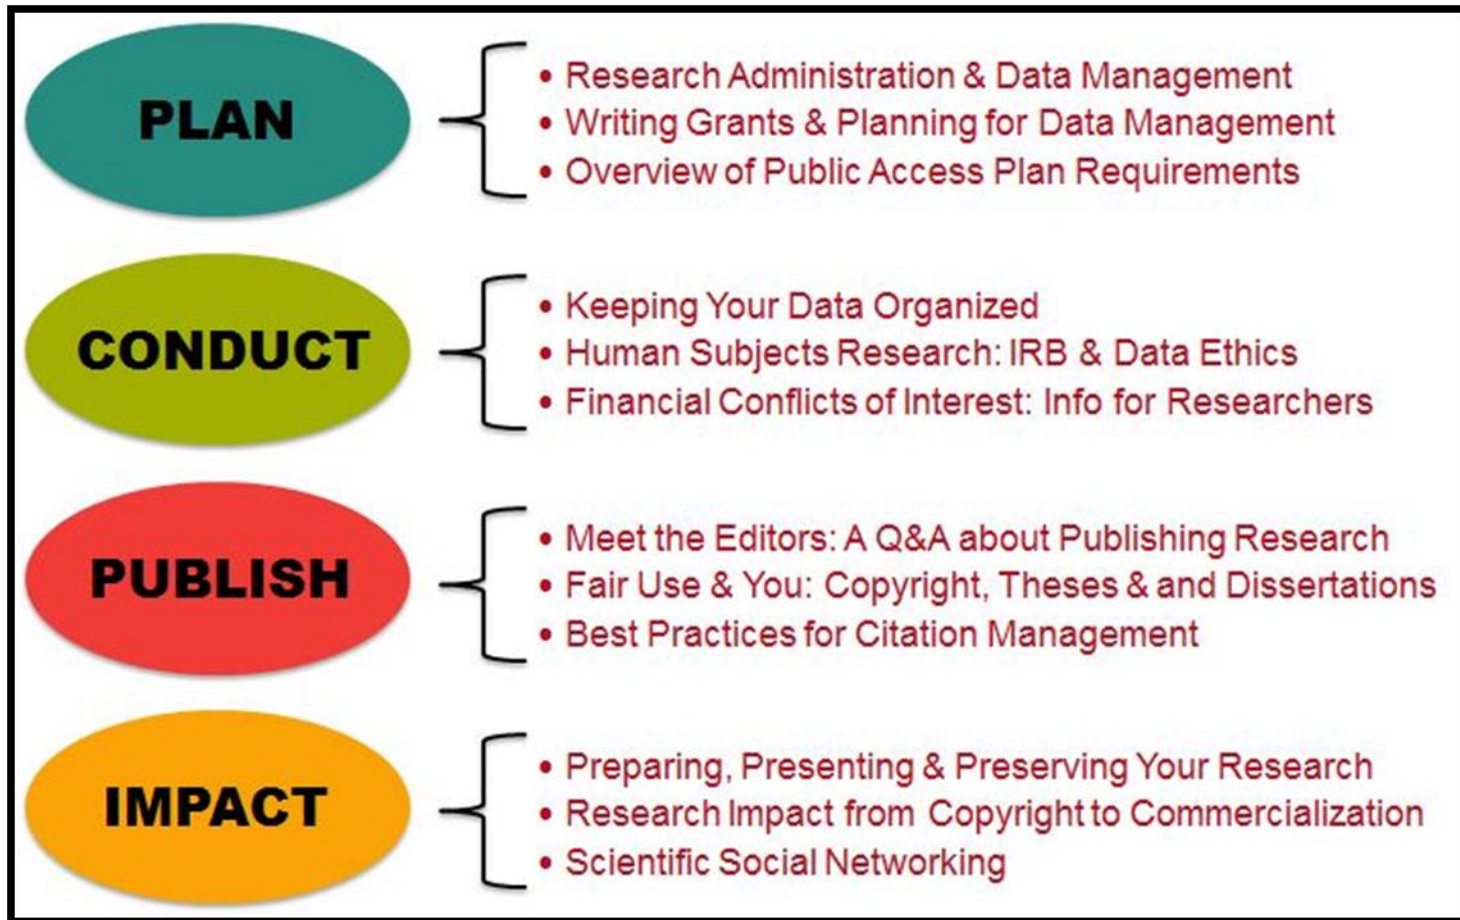 PLAN
• Research Administration & Data Management
• Writing Grants & Planning for Data Management
• Overview of Public Access Plan Requirements
CONDUCT
• Keeping Your Data Organized
• Human Subjects Research: IRB & Data Ethics
• Financial Conflicts of Interest: Info for Researchers
PUBLISH
• Meet the Editors: A Q&A about Publishing Research
• Fair Use & You: Copyright, Theses & and Dissertations
• Best Practices for Citation Management
IMPACT
• Preparing, Presenting & Preserving Your Research
• Research Impact from Copyright to Commercialization
• Scientific Social Networking